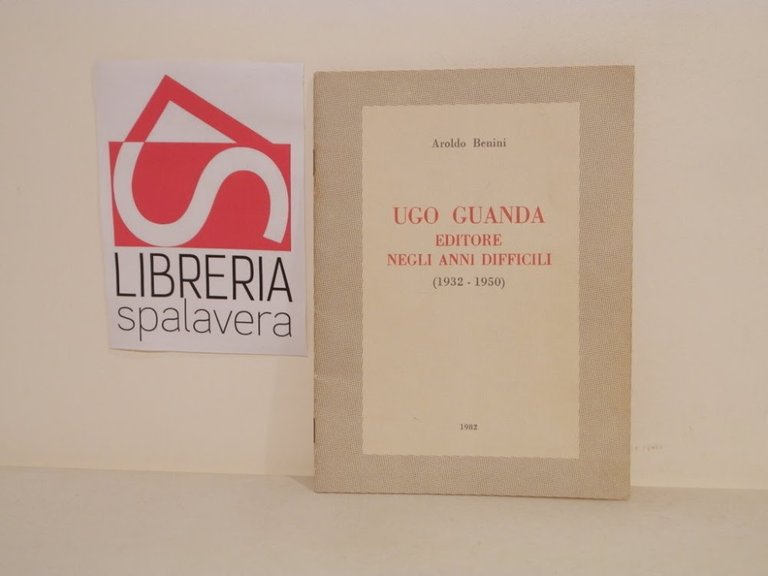 LIBRERIA
spalavera
Aroldo Benini
UGO GUANDA
EDITORE
NEGLI ANNI DIFFICILI
(1932 - 1950)
1982